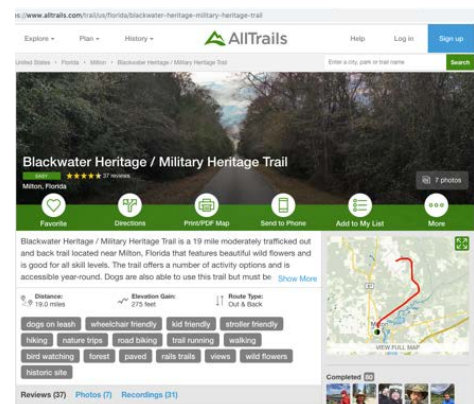 s://www.alltrails.com/trail/us/florida/blackwater-heritage-military-heritage-trail
Explore Plan History AllTrails Help Log in Sign up
United States Florida Milton Blackwater Heritage / Military Heritage Trail Enter a city, park or trail name Search
Blackwater Heritage / Military Heritage Trail
EASY 37 reviews
Milton, Florida 7 photos
Favorite Directions Print/PDF Map Send to Phone Add to My List More
Blackwater Heritage / Military Heritage Trail is a 19 mile moderately trafficked out
and back trail located near Milton, Florida that features beautiful wild flowers and
is good for all skill levels. The trail offers a number of activity options and is
accessible year-round. Dogs are also able to use this trail but must be Show More
Distance: Elevation Gain: Route Type:
19.0 miles 275 feet Out & Back
VIEW FULL MAP
dogs on leash wheelchair friendly kid friendly stroller friendly
hiking nature trips road biking trail running walking
bird watching forest paved rails trails views wild flowers
historic site
Completed 60
Reviews (37) Photos (7) Recordings (31)